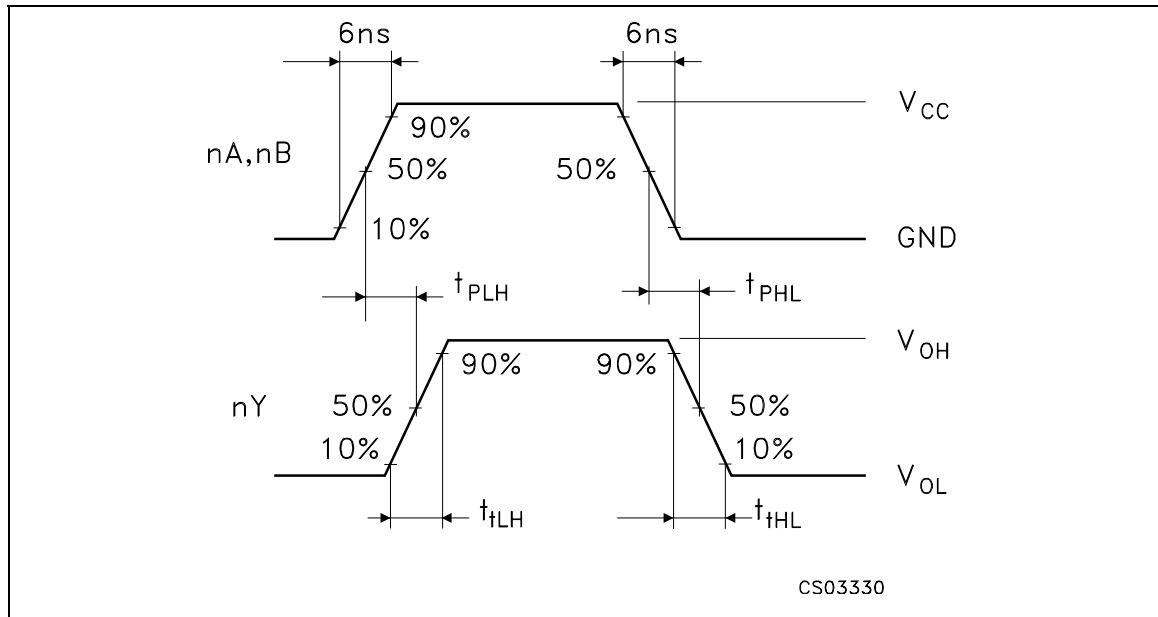 6ns 6ns
V_CC
90%
nA,nB
50% 50%
10%
GND
t_PLH t_PHL
V_OH
90% 90%
nY
50% 50%
10% 10%
V_OL
t_tLH t_tHL
CS03330